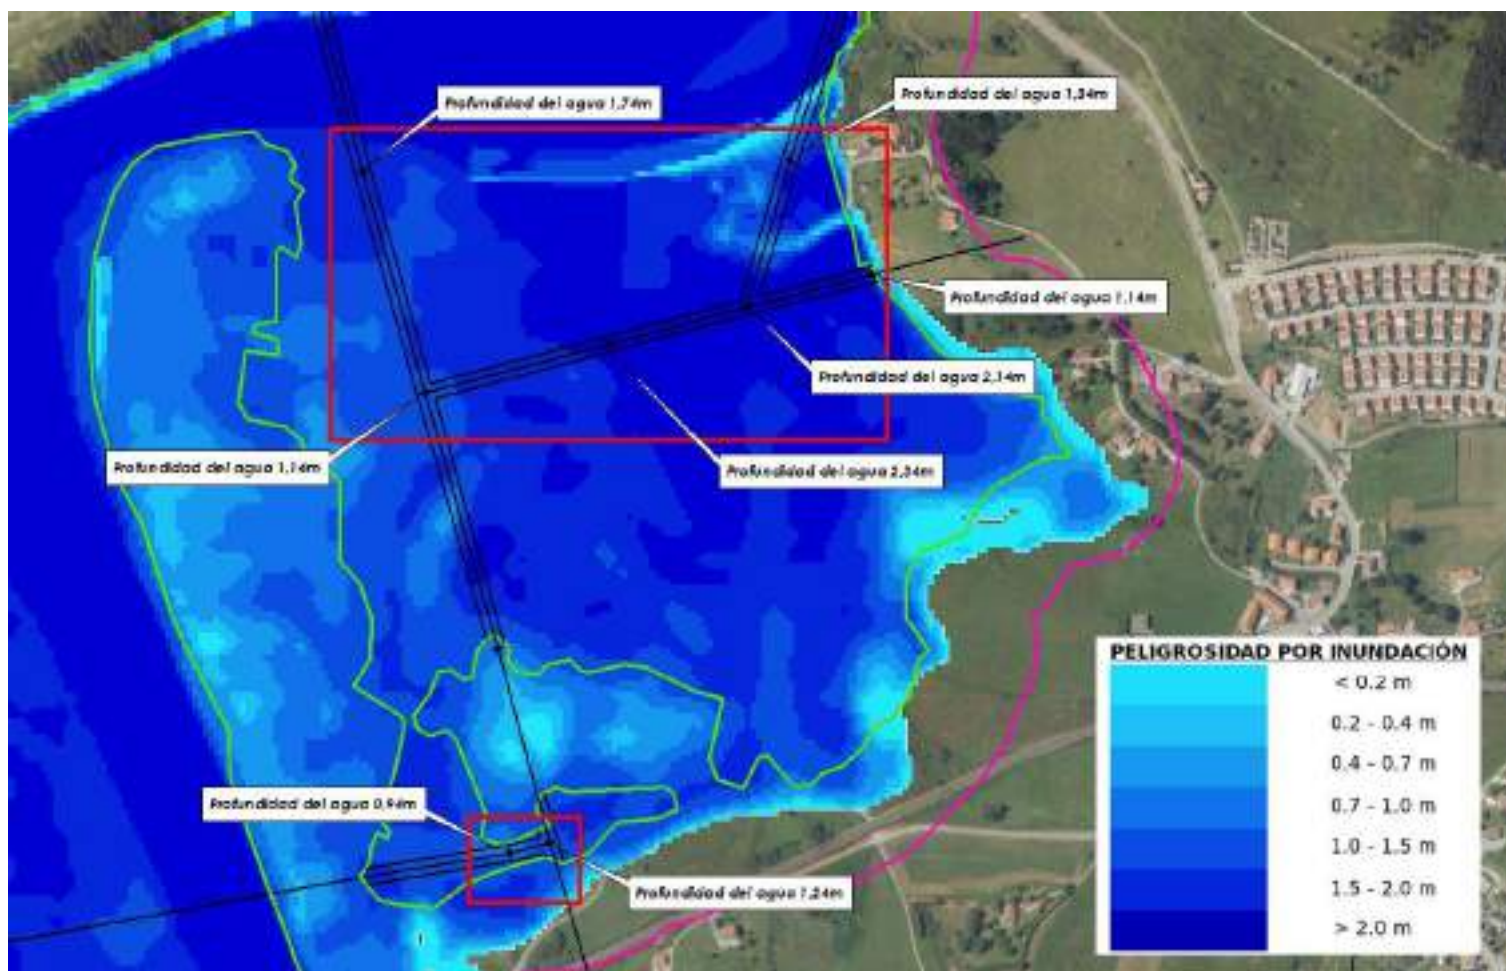 Profundidad del agua 1,34m
Profundidad del agua 1,74m
Profundidad del agua 1,14m
Profundidad del agua 2,14m
Profundidad del agua 1,14m
Profundidad del agua 2,34m
PELIGROSIDAD POR INUNDACIÓN
< 0.2 m
0.2 - 0.4 m
0.4 - 0.7 m
0.7 - 1.0 m
1.0 - 1.5 m
1.5 - 2.0 m
> 2.0 m
Profundidad del agua 0,94m
Profundidad del agua 1,24m